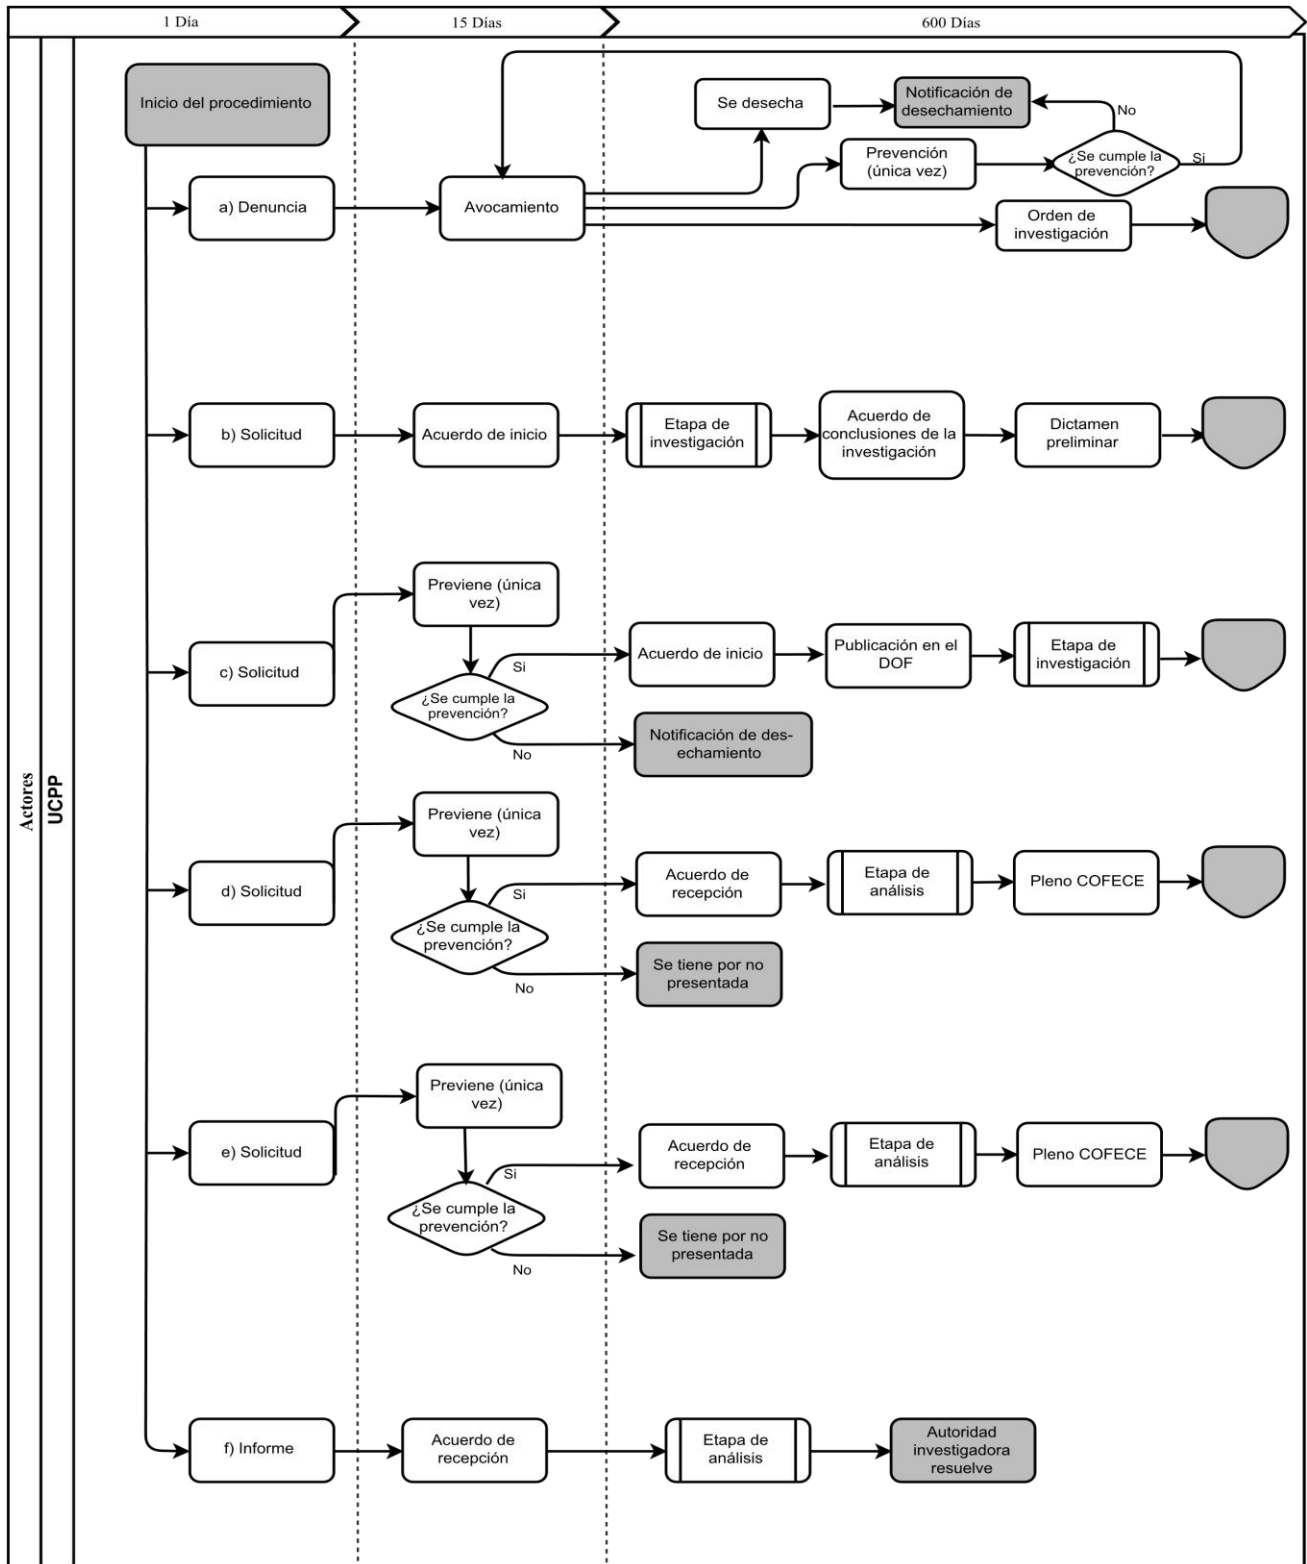 1 Día
15 Días
600 Días
Actores
UCPP
Inicio del procedimiento
Se desecha
Notificación de
desechamiento
No
Prevención
(única vez)
¿Se cumple la
prevención?
Si
a) Denuncia
Avocamiento
Orden de
investigación
b) Solicitud
Acuerdo de inicio
Etapa de
investigación
Acuerdo de
conclusiones de la
investigación
Dictamen
preliminar
Previene (única
vez)
c) Solicitud
¿Se cumple la
prevención?
Si
Acuerdo de inicio
Publicación en el
DOF
Etapa de
investigación
No
Notificación de des-
echamiento
Previene (única
vez)
d) Solicitud
¿Se cumple la
prevención?
Si
Acuerdo de
recepción
Etapa de
análisis
Pleno COFECE
No
Se tiene por no
presentada
Previene (única
vez)
e) Solicitud
¿Se cumple la
prevención?
Si
Acuerdo de
recepción
Etapa de
análisis
Pleno COFECE
No
Se tiene por no
presentada
f) Informe
Acuerdo de
recepción
Etapa de
análisis
Autoridad
investigadora
resuelve